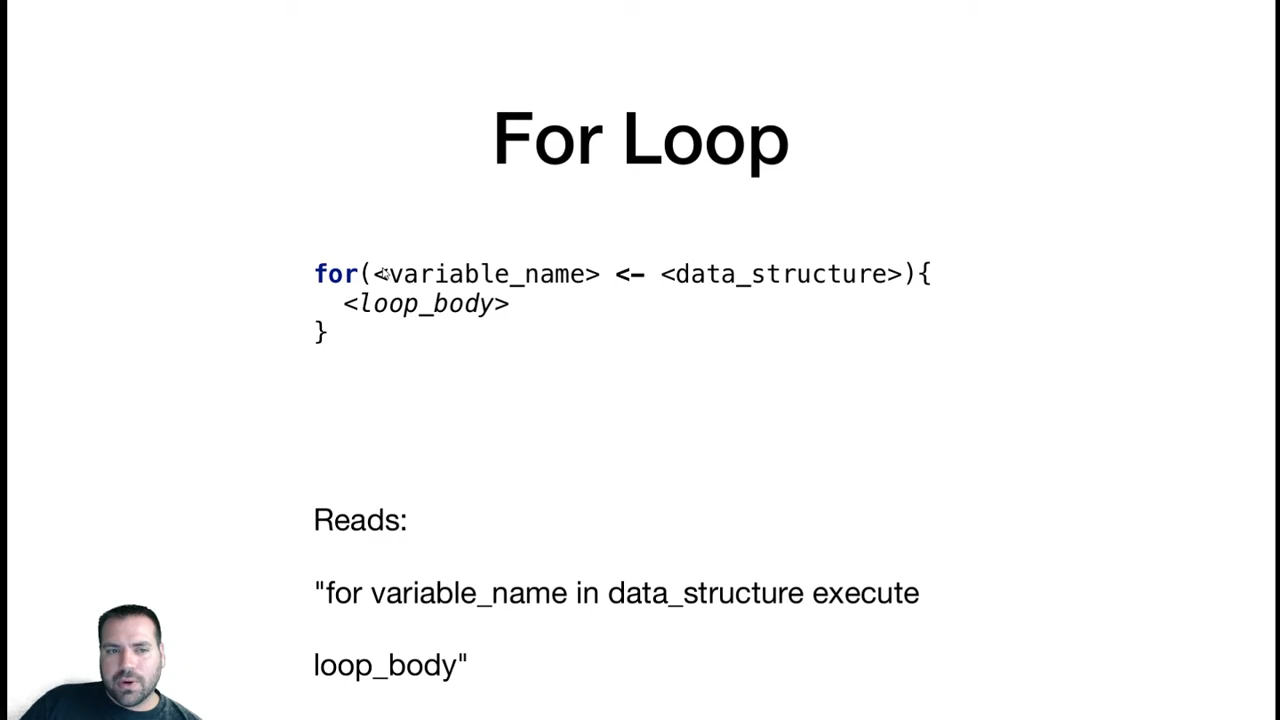 For Loop
for(<variable_name> <- <data_structure>){
<loop_body>
}
Reads:
"for variable_name in data_structure execute
loop_body"